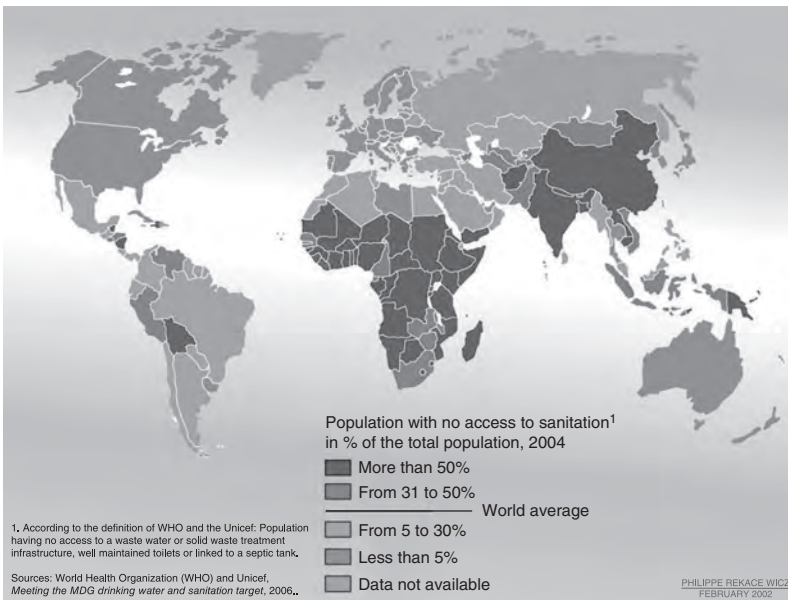 Population with no access to sanitation1
in % of the total population, 2004
More than 50%
From 31 to 50%
World average
From 5 to 30%
Less than 5%
Data not available
1. According to the definition of WHO and the Unicef: Population
having no access to a waste water or solid waste treatment
infrastructure, well maintained toilets or linked to a septic tank.
Sources: World Health Organization (WHO) and Unicef,
Meeting the MDG drinking water and sanitation target, 2006..
PHILIPPE REKACE WICZ
FEBRUARY 2002